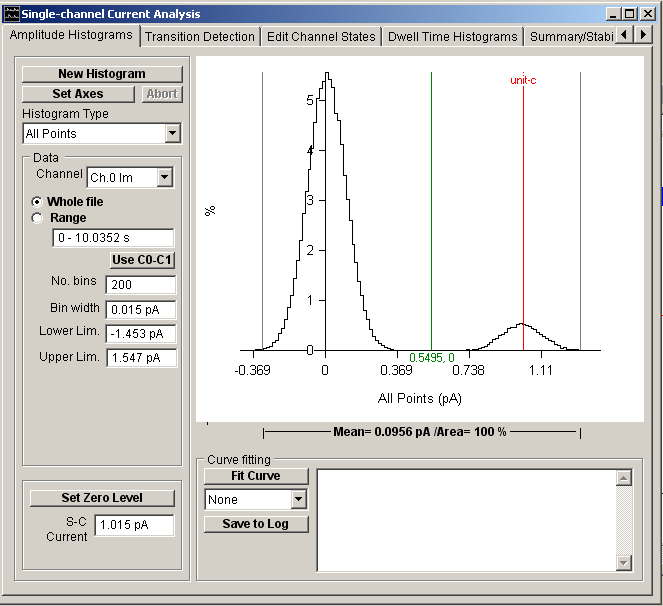 Single-channel Current Analysis
Amplitude Histograms Transition Detection Edit Channel States Dwell Time Histograms Summary/Stabi
New Histogram
Set Axes Abort
Histogram Type
All Points
Data
Channel Ch.0 Im
Whole file
Range
0 - 10.0352 s
Use C0-C1
No. bins 200
Bin width 0.015 pA
Lower Lim. -1.453 pA
Upper Lim. 1.547 pA
Set Zero Level
S-C Current 1.015 pA
unit-c
5
4
3
%
2
1
0
0.5495, 0
-0.369 0 0.369 0.738 1.11
All Points (pA)
Mean= 0.0956 pA /Area= 100 %
Curve fitting
Fit Curve
None
Save to Log